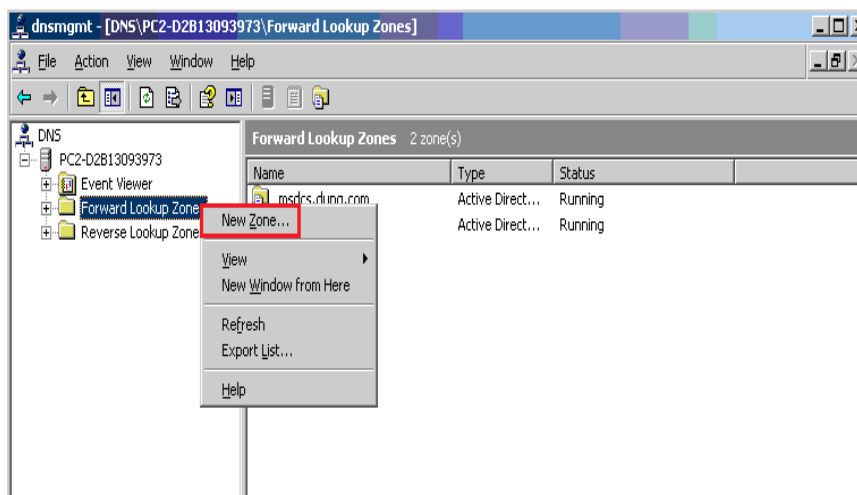 dnsmgmt - [DNS\PC2-D2B13093973\Forward Lookup Zones]
File Action View Window Help
DNS
PC2-D2B13093973
Event Viewer
Forward Lookup Zone
Reverse Lookup Zone
Forward Lookup Zones 2 zone(s)
Name Type Status
msdcs.dung.com Active Direct... Running
Active Direct... Running
New Zone...
View
New Window from Here
Refresh
Export List...
Help